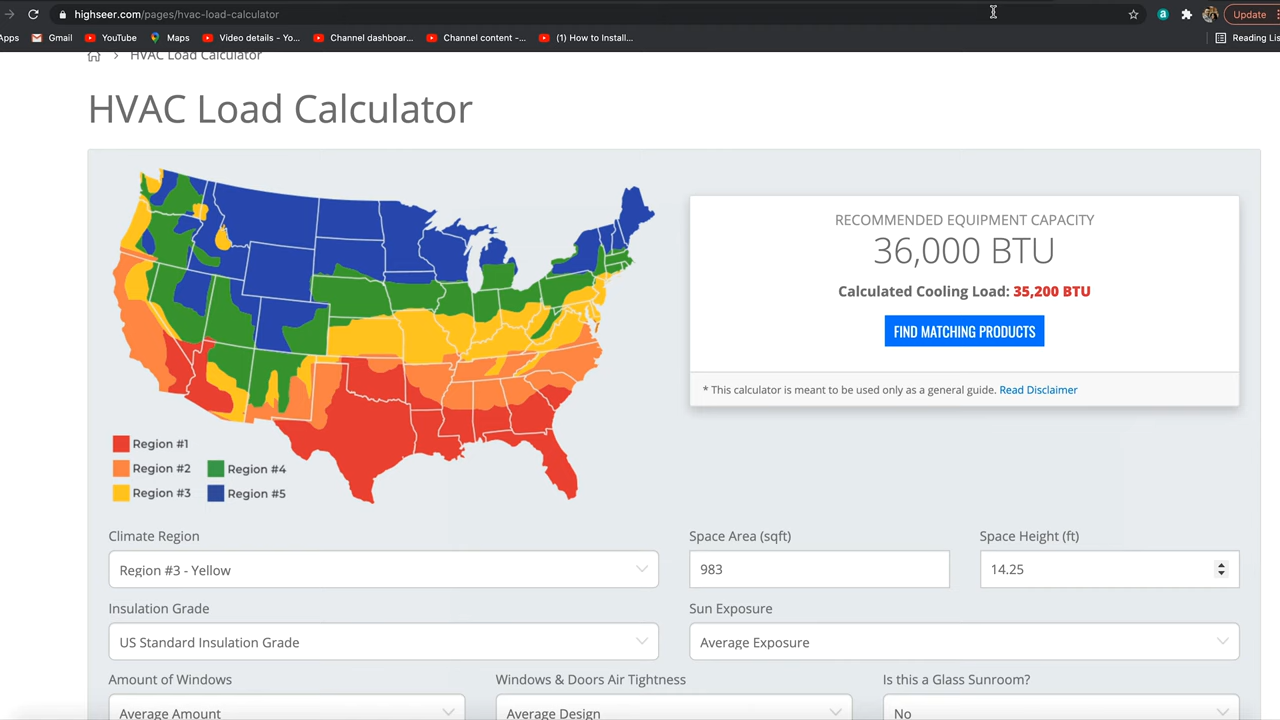 highseer.com/pages/hvac-load-calculator
Update
Apps
Gmail
YouTube
Maps
Video details - Yo...
Channel dashboar...
Channel content -...
(1) How to Install...
Reading Lis
HVAC Load Calculator
HVAC Load Calculator
RECOMMENDED EQUIPMENT CAPACITY
36,000 BTU
Calculated Cooling Load: 35,200 BTU
FIND MATCHING PRODUCTS
* This calculator is meant to be used only as a general guide. Read Disclaimer
Region #1
Region #2
Region #4
Region #3
Region #5
Climate Region
Space Area (sqft)
Space Height (ft)
Region #3 - Yellow
983
14.25
Insulation Grade
Sun Exposure
US Standard Insulation Grade
Average Exposure
Amount of Windows
Windows & Doors Air Tightness
Is this a Glass Sunroom?
Average Amount
Average Design
No